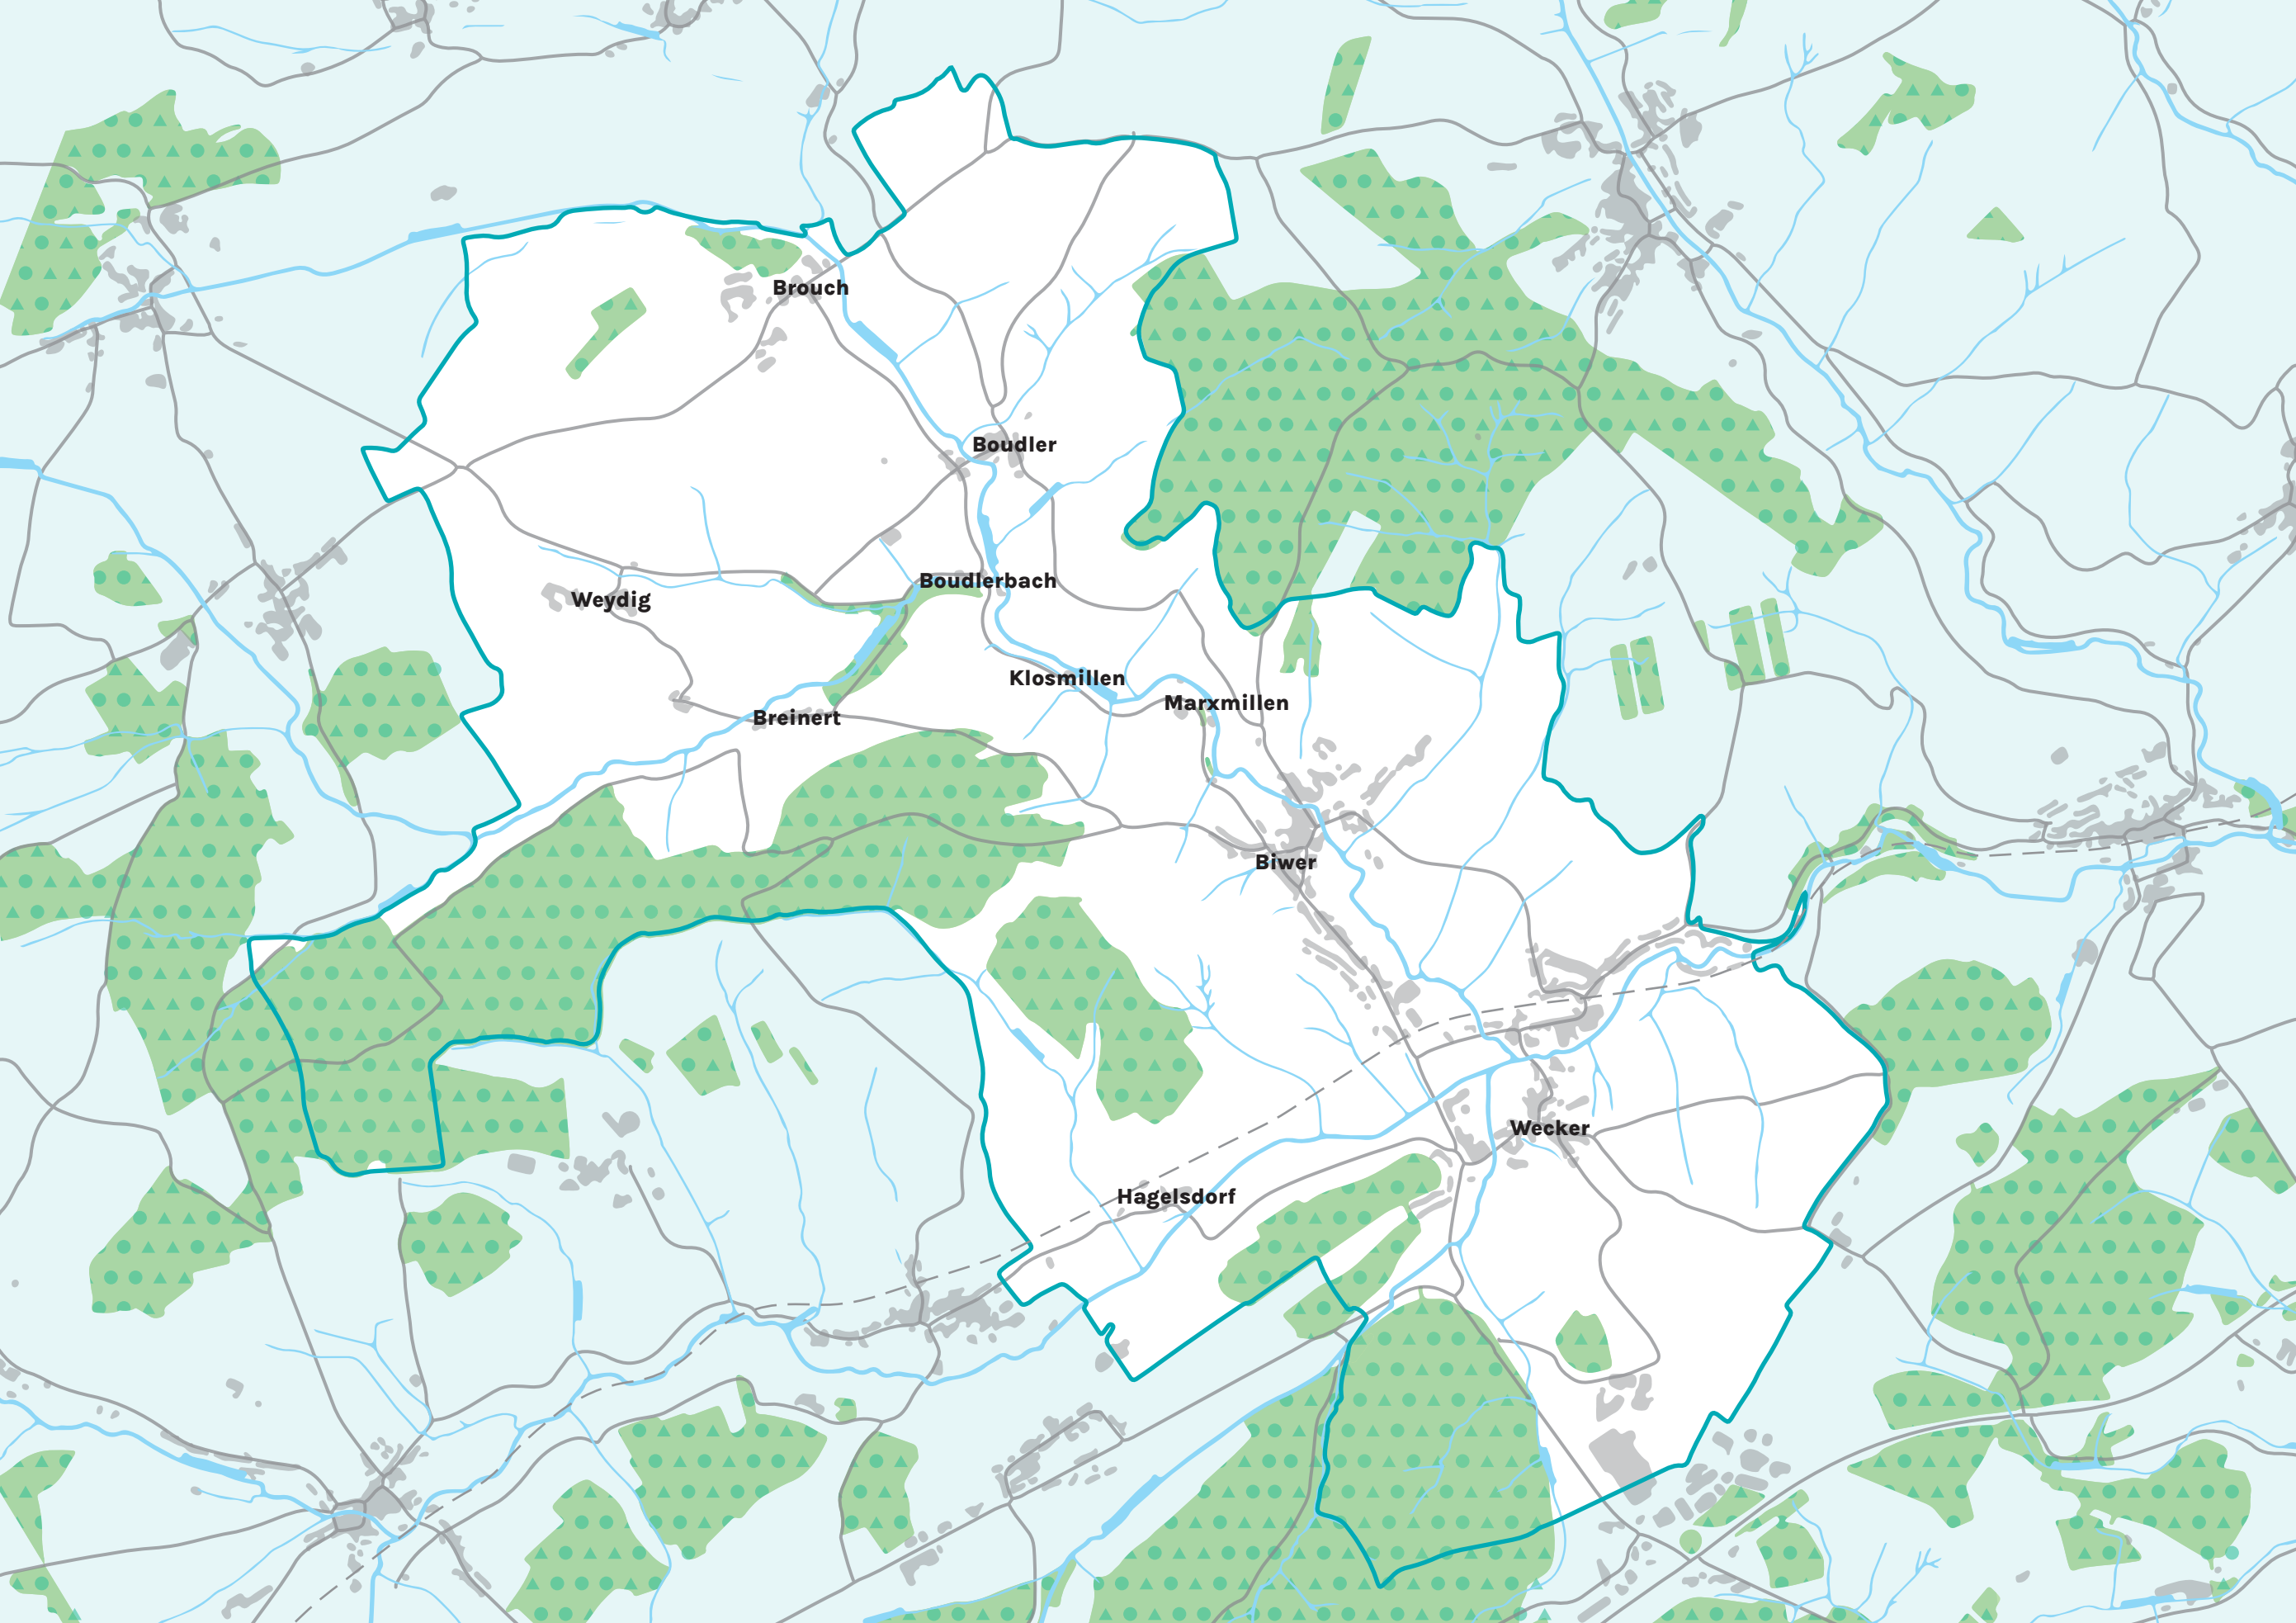 Brouch
Boudler
Boudlerbach
Weydig
Klosmillen
Marxmillen
Breinert
Biwer
Wecker
Hagelsdorf